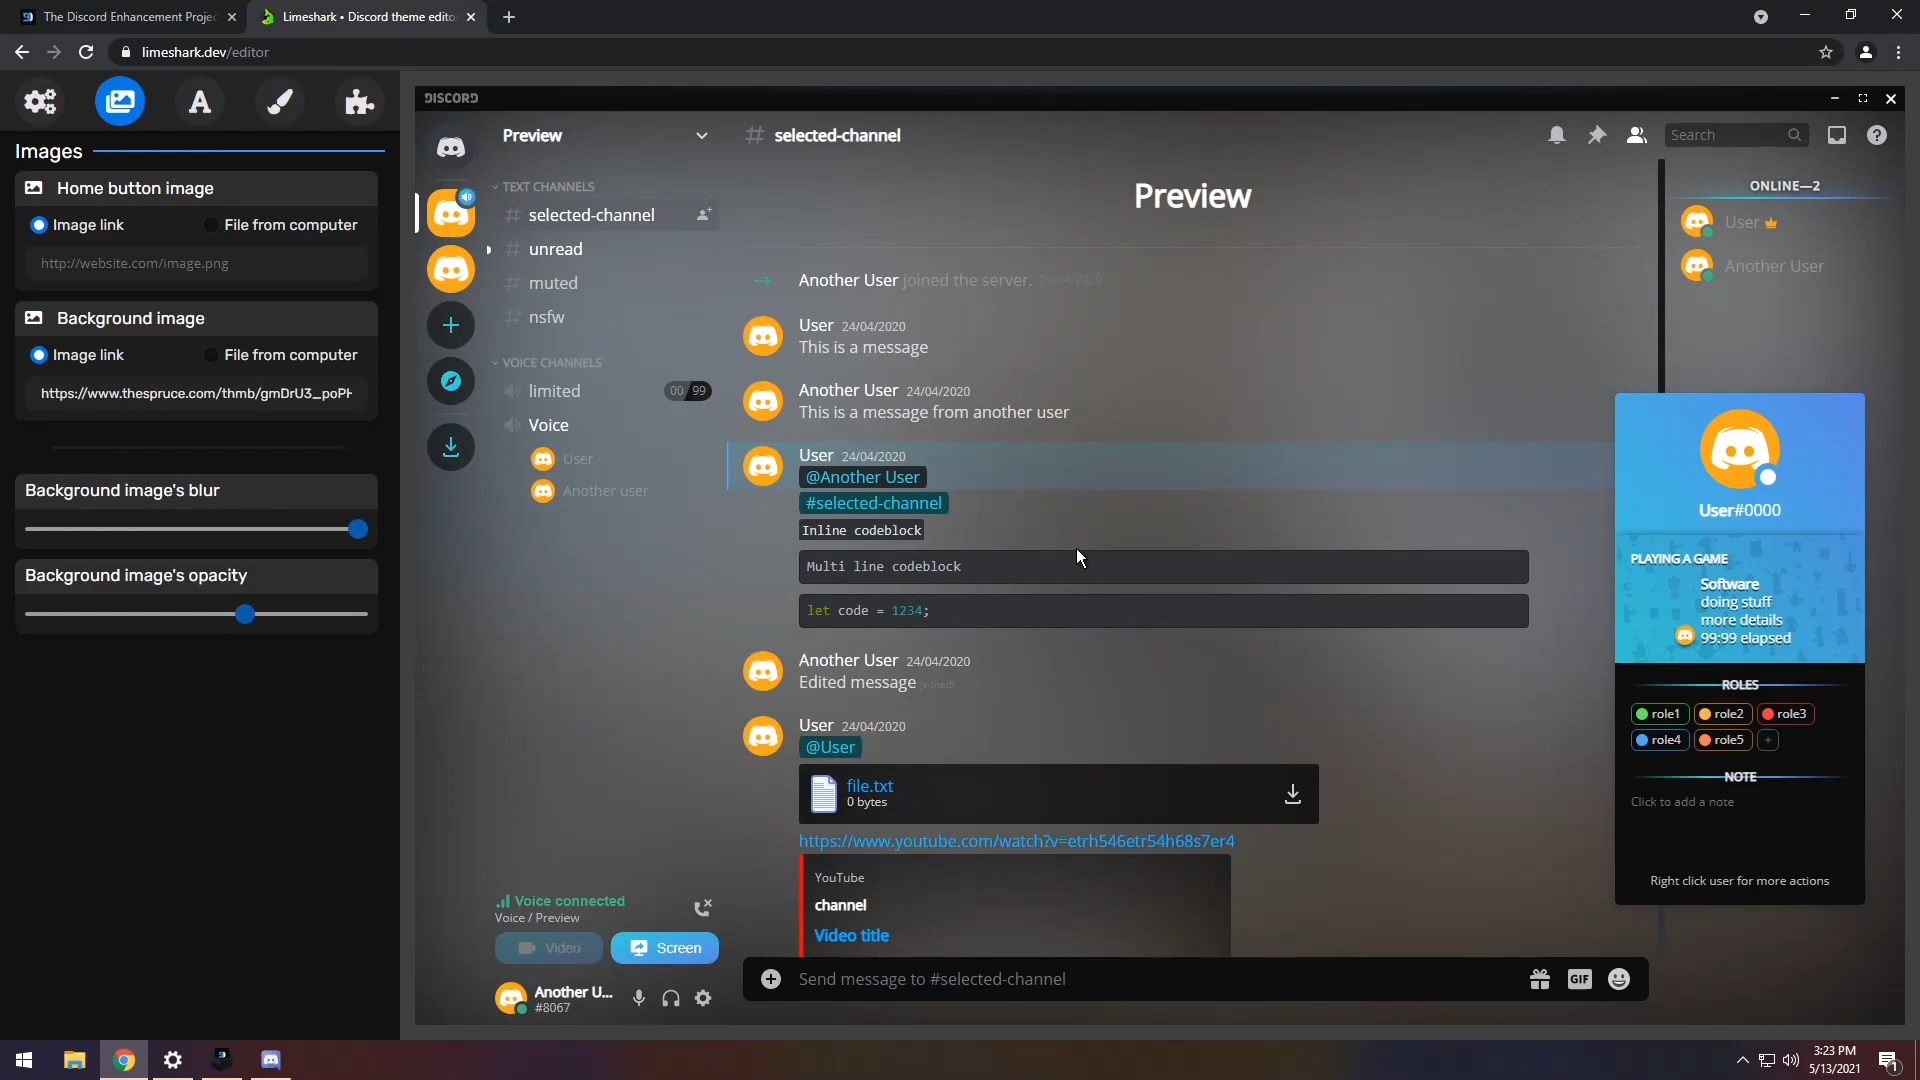 The Discord Enhancement Projec
Limeshark • Discord theme edito
limeshark.dev/editor
DISCORD
Images
Home button image
Image link
File from computer
http://website.com/image.png
Background image
Image link
File from computer
https://www.thespruce.com/thmb/gmDrU3_poPH
Background image's blur
Background image's opacity
Preview
TEXT CHANNELS
selected-channel
unread
muted
nsfw
VOICE CHANNELS
limited
00 99
Voice
User
Another user
Voice connected
Voice / Preview
Video
Screen
Another U...
#8067
# selected-channel
Search
Preview
Another User joined the server. 24/04/2020
User 24/04/2020
This is a message
Another User 24/04/2020
This is a message from another user
User 24/04/2020
@Another User
#selected-channel
Inline codeblock
Multi line codeblock
let code = 1234;
Another User 24/04/2020
Edited message (edited)
User 24/04/2020
@User
file.txt
0 bytes
https://www.youtube.com/watch?v=etrh546etr54h68s7er4
YouTube
channel
Video title
Send message to #selected-channel
GIF
ONLINE—2
User
Another User
User#0000
PLAYING A GAME
Software
doing stuff
more details
99:99 elapsed
ROLES
role1 role2 role3
role4 role5 +
NOTE
Click to add a note
Right click user for more actions
3:23 PM
5/13/2021
1